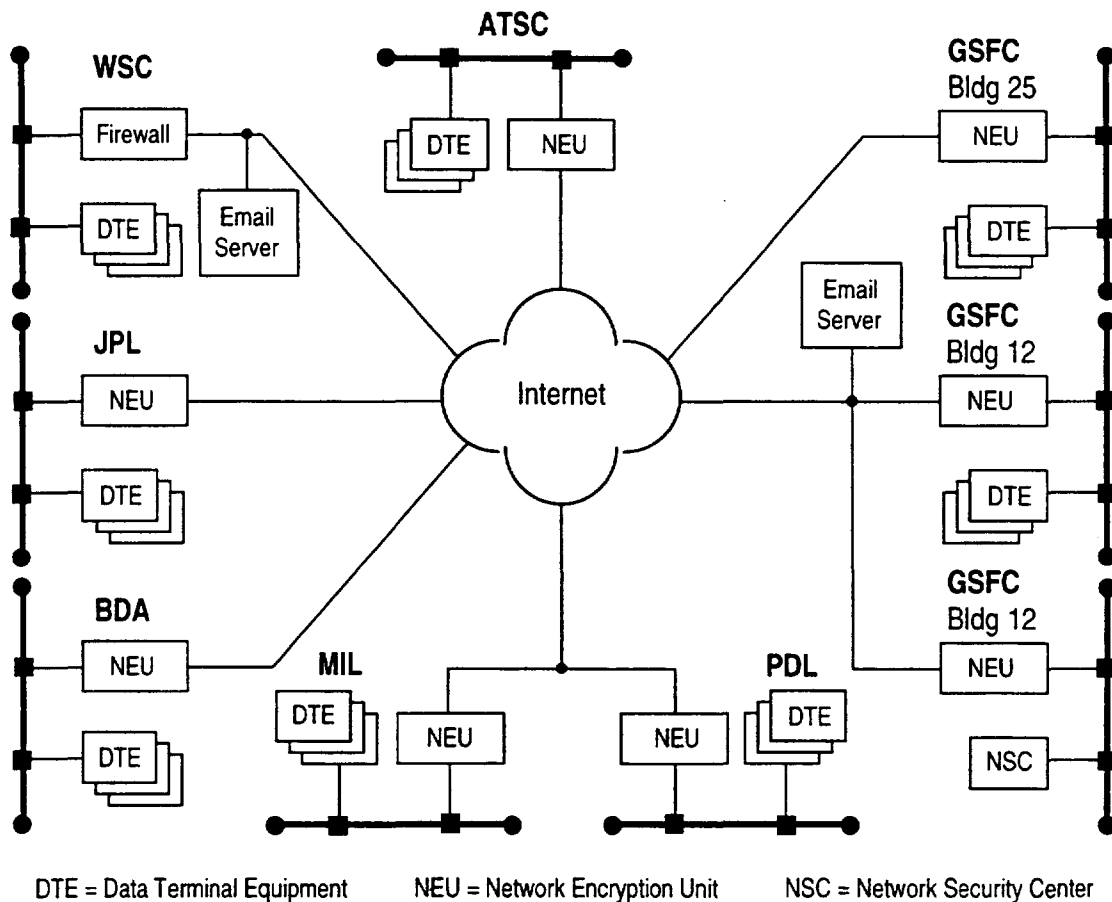 ATSC
DTE
NEU
WSC
Firewall
Email
Server
DTE
JPL
NEU
DTE
BDA
NEU
DTE
Internet
MIL
DTE
NEU
PDL
NEU
DTE
GSFC
Bldg 25
NEU
DTE
Email
Server
GSFC
Bldg 12
NEU
DTE
GSFC
Bldg 12
NEU
NSC
DTE = Data Terminal Equipment
NEU = Network Encryption Unit
NSC = Network Security Center